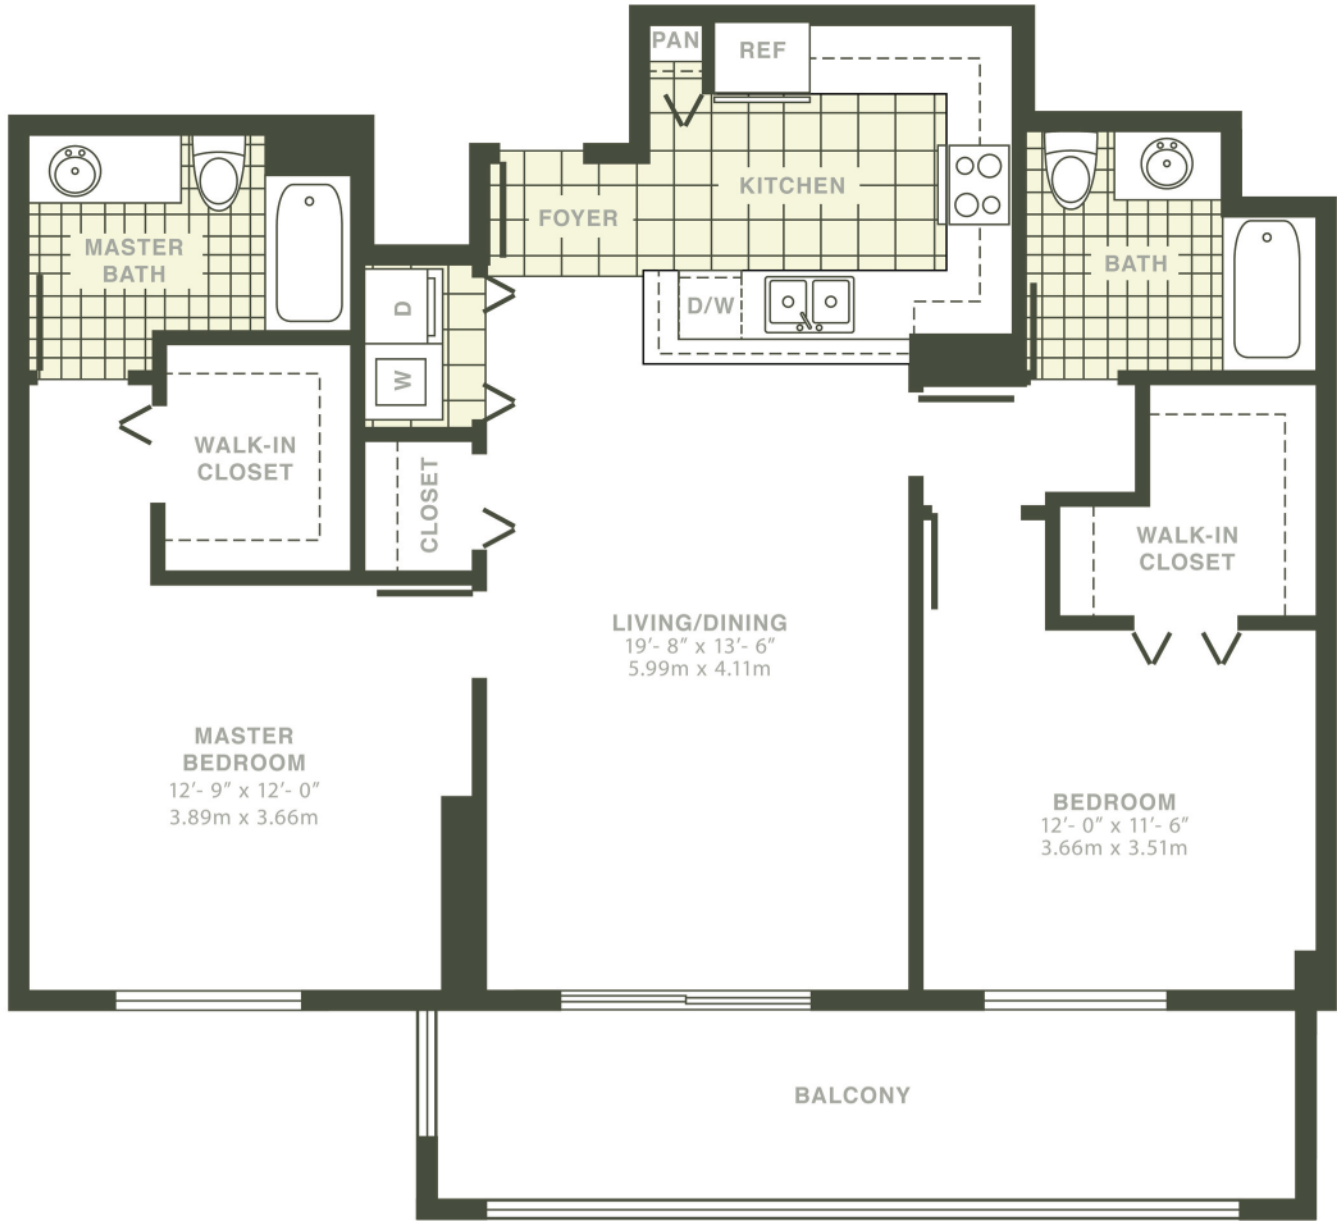 PAN
REF
KITCHEN
FOYER
MASTER
BATH
BATH
D
D/W
W
WALK-IN
CLOSET
CLOSET
WALK-IN
CLOSET
LIVING/DINING
19'- 8" x 13'- 6"
5.99m x 4.11m
MASTER
BEDROOM
12'- 9" x 12'- 0"
3.89m x 3.66m
BEDROOM
12'- 0" x 11'- 6"
3.66m x 3.51m
BALCONY